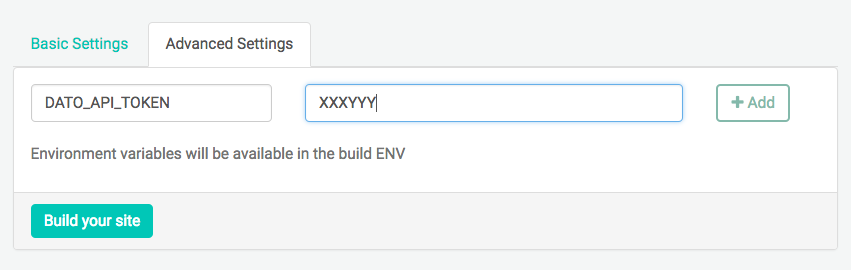 Basic Settings
Advanced Settings
DATO_API_TOKEN
XXXYYY
+ Add
Environment variables will be available in the build ENV
Build your site